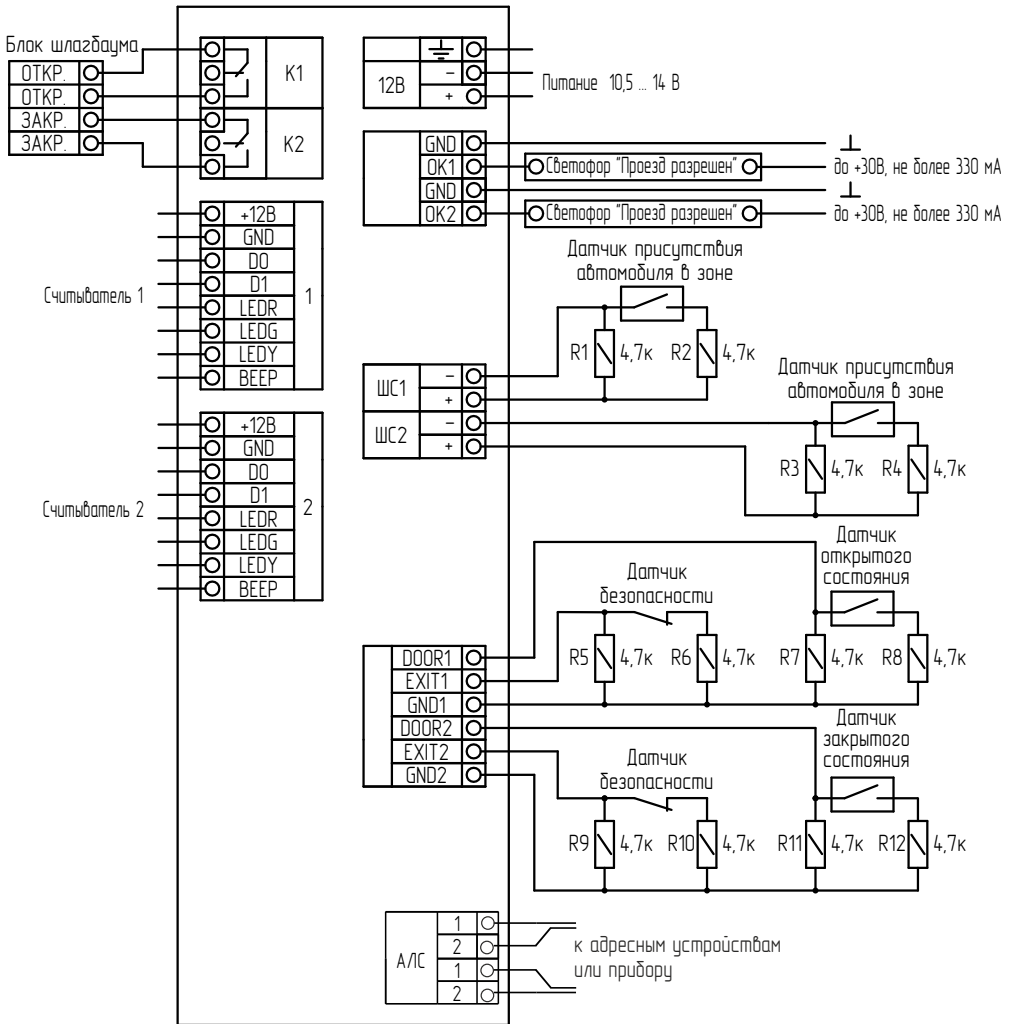 Блок шлагбаума
ОТКР.
ОТКР.
ЗАКР.
ЗАКР.
К1
К2
12В
–
+
Питание 10,5 ... 14 В
GND
OK1
GND
OK2
Светофор "Проезд разрешен"
до +30В, не более 330 мА
Светофор "Проезд разрешен"
до +30В, не более 330 мА
Считыватель 1
+12В
GND
D0
D1
LEDR
LEDG
LEDY
BEEP
1
Считыватель 2
+12В
GND
D0
D1
LEDR
LEDG
LEDY
BEEP
2
Датчик присутствия
автомобиля в зоне
R1 4,7к R2 4,7к
ШС1
–
+
ШС2
–
+
Датчик присутствия
автомобиля в зоне
R3 4,7к R4 4,7к
Датчик
открытого
состояния
Датчик
безопасности
R5 4,7к R6 4,7к R7 4,7к R8 4,7к
DOOR1
EXIT1
GND1
DOOR2
EXIT2
GND2
Датчик
закрытого
состояния
Датчик
безопасности
R9 4,7к R10 4,7к R11 4,7к R12 4,7к
АЛС
1
2
1
2
к адресным устройствам
или прибору